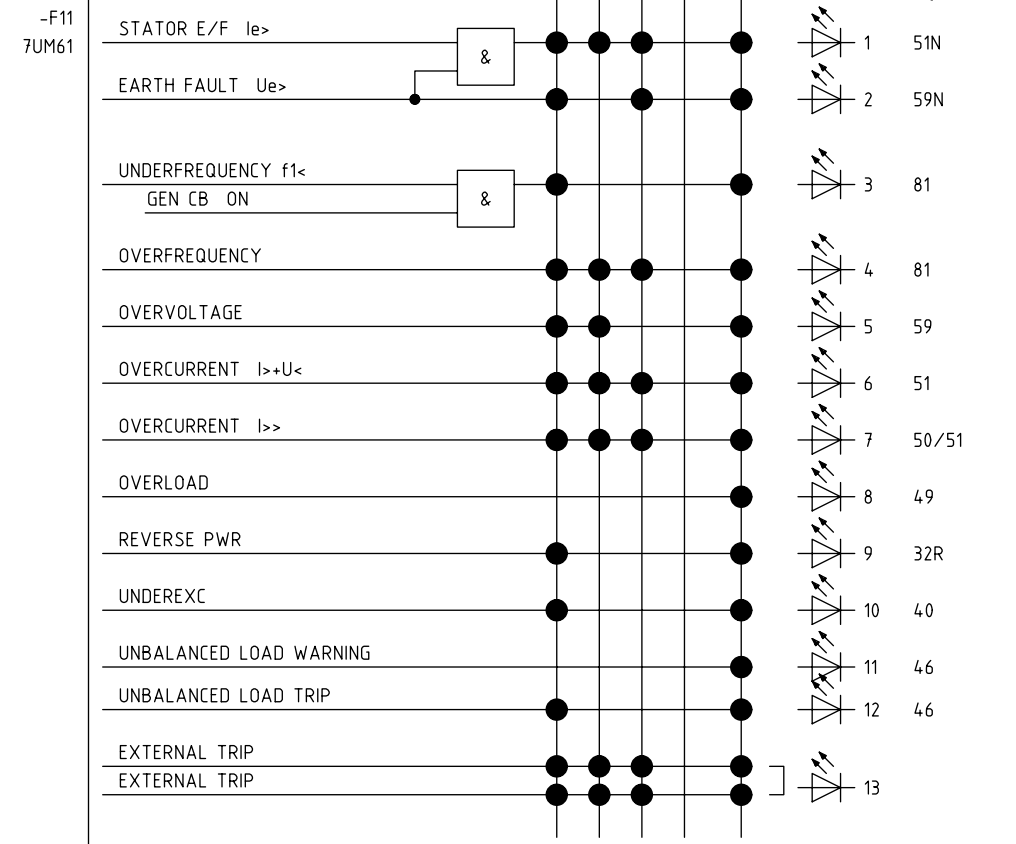 -F11
7UM61
STATOR E/F Ie> & 1 51N
EARTH FAULT Ue> 2 59N
UNDERFREQUENCY f1< & 3 81
GEN CB ON
OVERFREQUENCY 4 81
OVERVOLTAGE 5 59
OVERCURRENT I>+U< 6 51
OVERCURRENT I>> 7 50/51
OVERLOAD 8 49
REVERSE PWR 9 32R
UNDEREXC 10 40
UNBALANCED LOAD WARNING 11 46
UNBALANCED LOAD TRIP 12 46
EXTERNAL TRIP
EXTERNAL TRIP 13